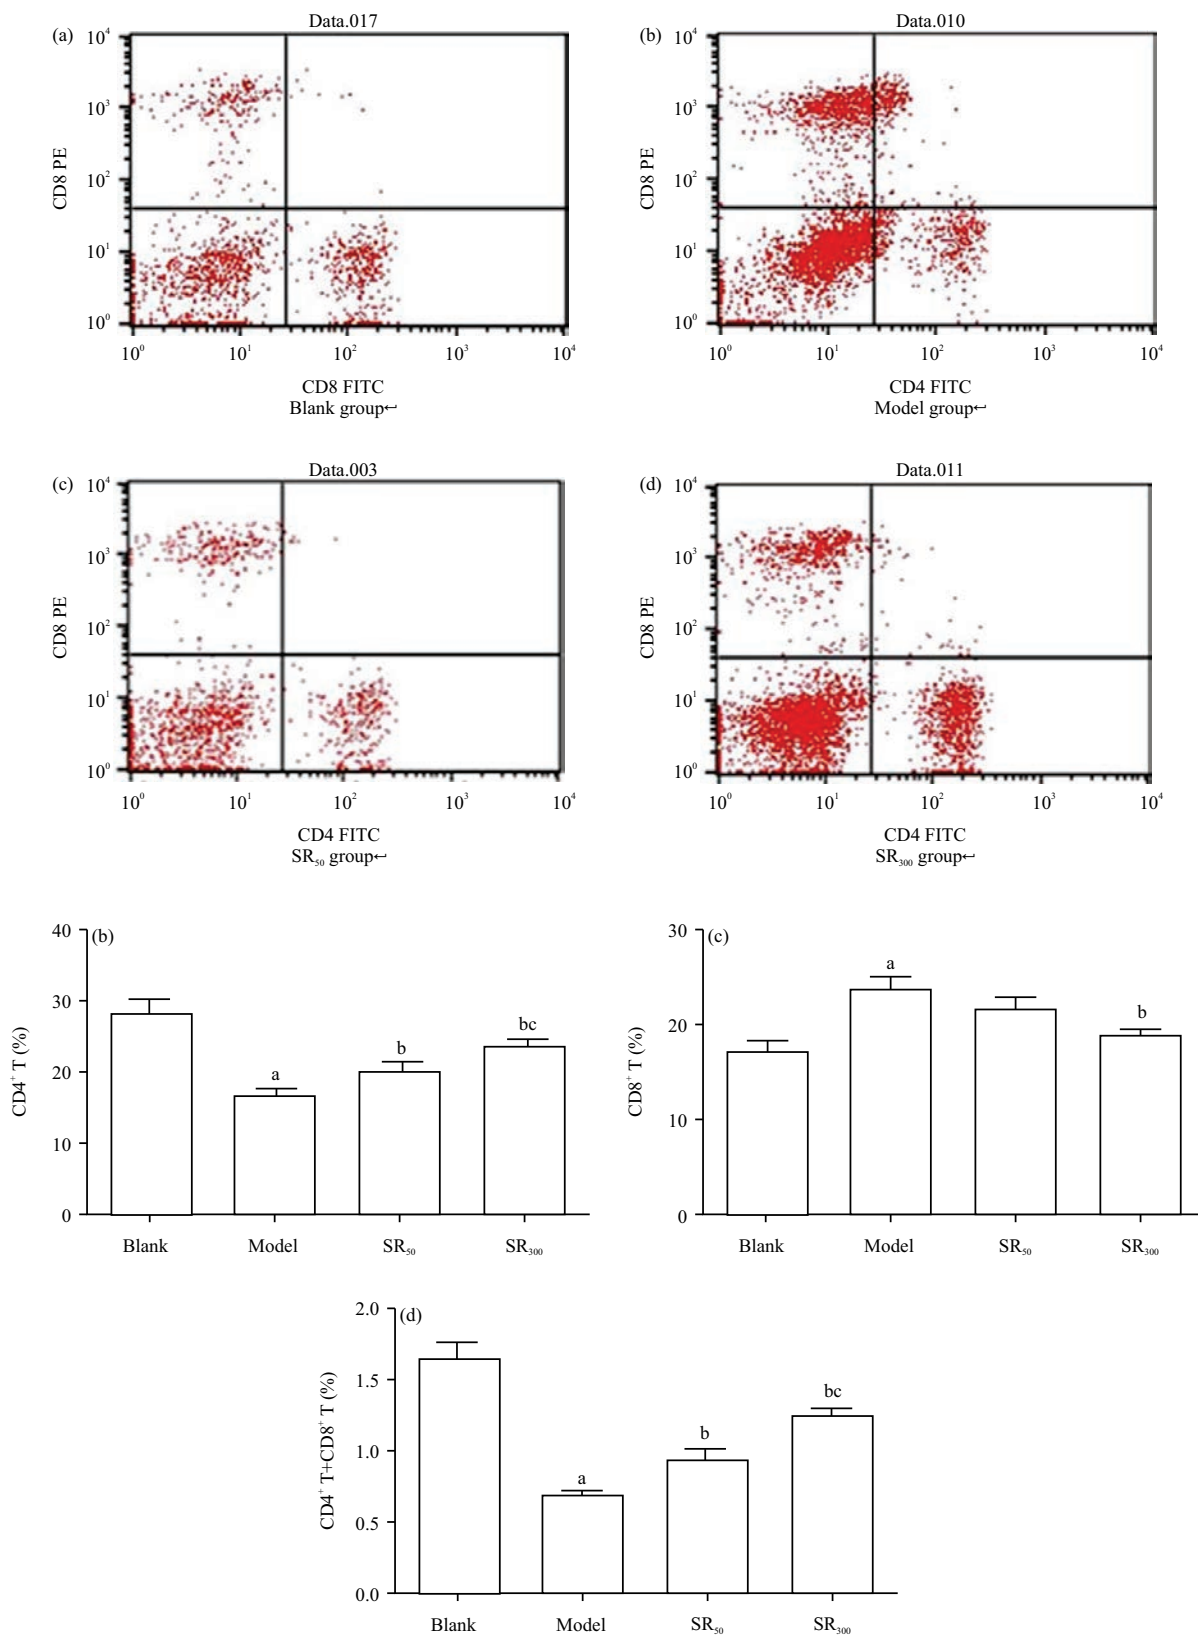 Data.017
(a)
10⁴
10³
10²
10¹
10⁰
CD8 PE
10⁰ 10¹ 10² 10³ 10⁴
CD8 FITC
Blank group↵
Data.010
(b)
10⁴
10³
10²
10¹
10⁰
CD8 PE
10⁰ 10¹ 10² 10³ 10⁴
CD4 FITC
Model group↵
Data.003
(c)
10⁴
10³
10²
10¹
10⁰
CD8 PE
10⁰ 10¹ 10² 10³ 10⁴
CD4 FITC
SR₅₀ group↵
Data.011
(d)
10⁴
10³
10²
10¹
10⁰
CD8 PE
10⁰ 10¹ 10² 10³ 10⁴
CD4 FITC
SR₃₀₀ group↵
(b)
40
30
20
10
0
CD4⁺ T (%)
a
b
bc
Blank Model SR₅₀ SR₃₀₀
(c)
30
20
10
0
CD8⁺ T (%)
a
b
Blank Model SR₅₀ SR₃₀₀
(d)
2.0
1.5
1.0
0.5
0.0
CD4⁺ T+CD8⁺ T (%)
a
b
bc
Blank Model SR₅₀ SR₃₀₀